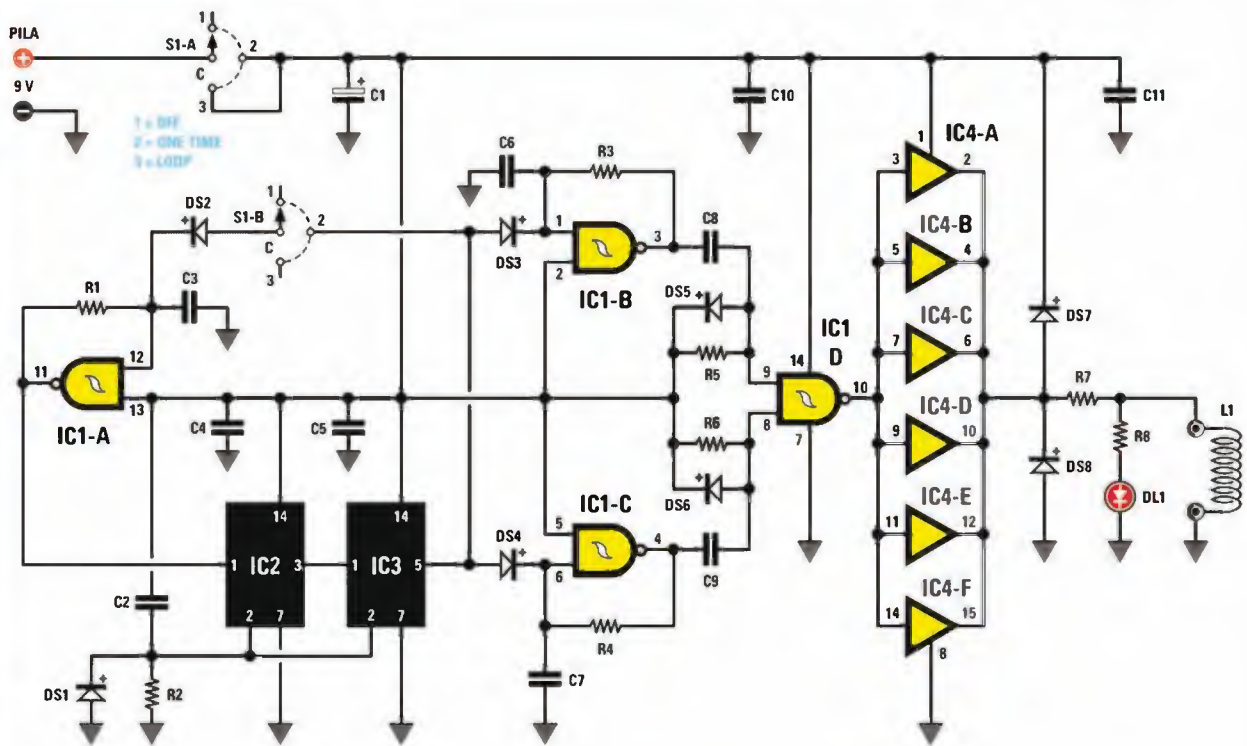 PILA
+
9 V
−
S1-A
1
2
C
3
1 = OFF
2 = ONE TIME
3 = LOOP
C1
C10
C11
C6
R3
IC4-A
1
3
2
DS2
S1-B
1
2
C
3
DS3
1
2
3
IC1-B
C8
IC4-B
5
4
R1
C3
DS5
R5
IC4-C
7
6
DS7
11
12
13
IC1-A
C4
C5
9
8
14
7
10
IC1
D
R6
DS6
IC4-D
9
10
R7
R8
L1
DS8
DL1
IC1-C
5
6
4
IC4-E
11
12
C2
14
1
IC2
3
2
7
14
1
IC3
5
2
7
DS4
R4
C9
C7
IC4-F
14
15
8
DS1
R2